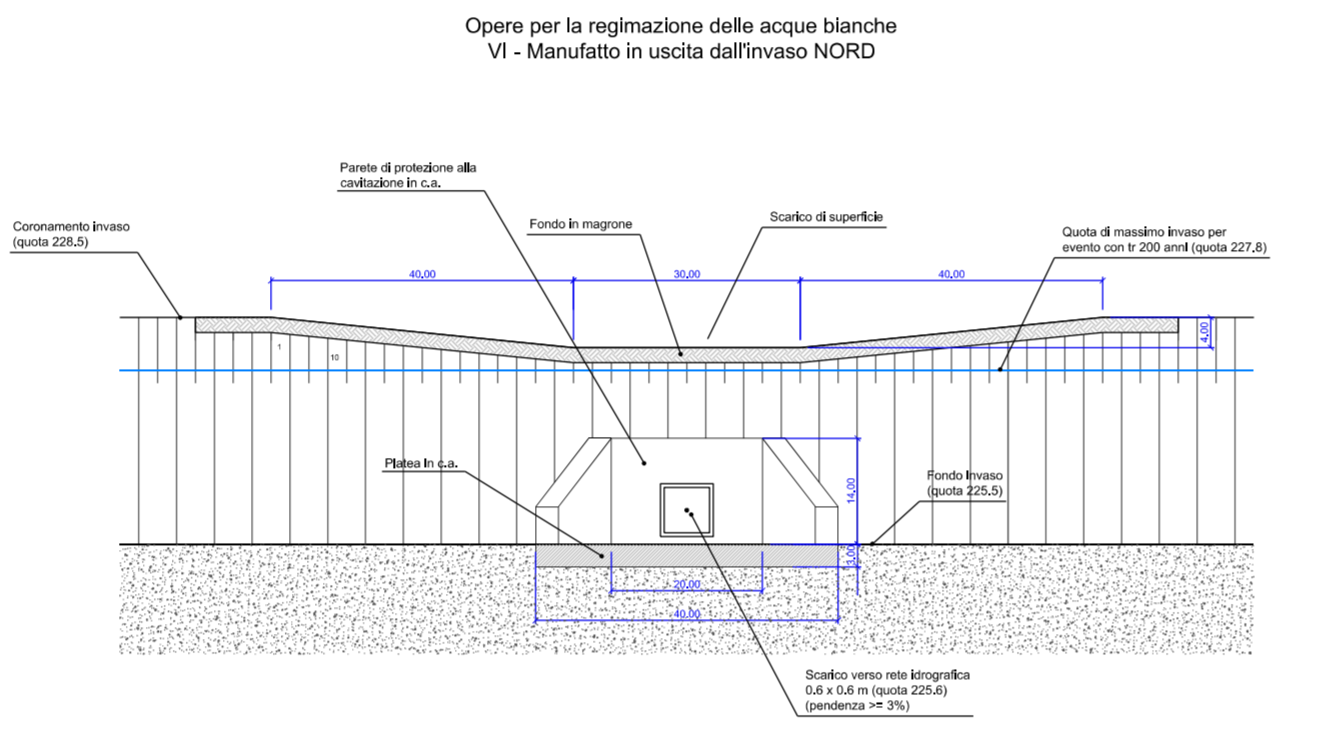 Opere per la regimazione delle acque bianche
VI - Manufatto in uscita dall'invaso NORD
Parete di protezione alla
cavitazione in c.a.
Coronamento invaso
(quota 228.5)
Fondo in magrone
Scarico di superficie
Quota di massimo invaso per
evento con tr 200 anni (quota 227.8)
40.00
30.00
40.00
4.00
1
10
Platea in c.a.
Fondo invaso
(quota 225.5)
14.00
3.00
20.00
40.00
Scarico verso rete idrografica
0.6 x 0.6 m (quota 225.6)
(pendenza >= 3%)